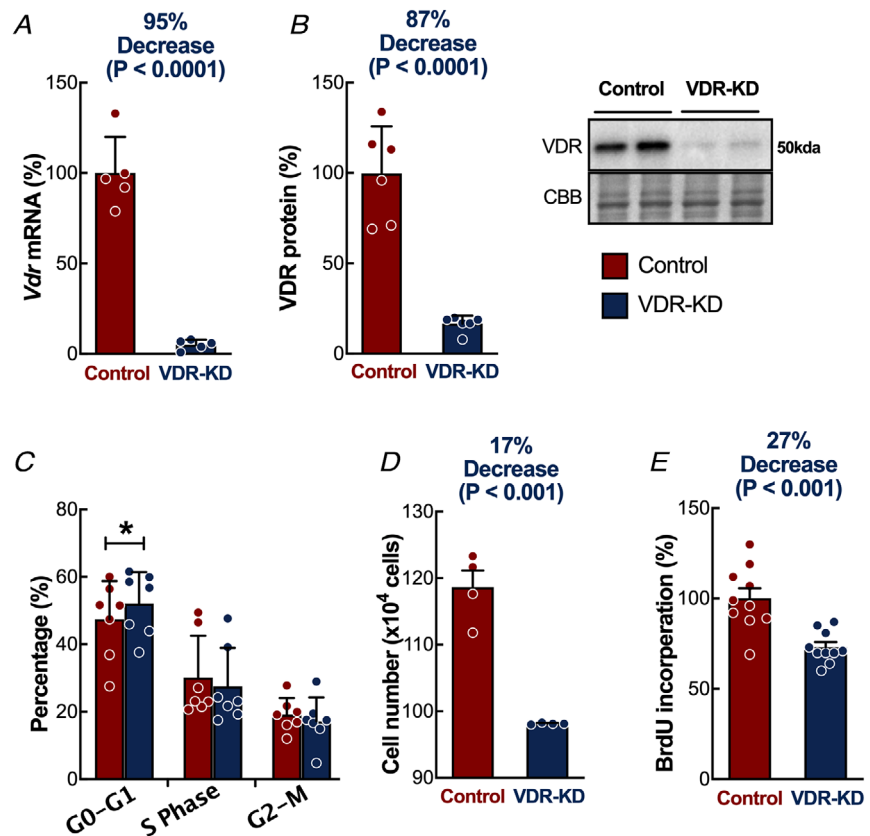 A
95%
Decrease
(P < 0.0001)
Vdr mRNA (%)
150
100
50
0
Control VDR-KD
B
87%
Decrease
(P < 0.0001)
VDR protein (%)
150
100
50
0
Control VDR-KD
Control VDR-KD
VDR
50kda
CBB
Control
VDR-KD
C
Percentage (%)
80
60
40
20
0
*
G0–G1
S Phase
G2–M
D
17%
Decrease
(P < 0.001)
Cell number (x10⁴ cells)
130
120
110
100
90
Control VDR-KD
E
27%
Decrease
(P < 0.001)
BrdU incorperation (%)
150
100
50
0
Control VDR-KD